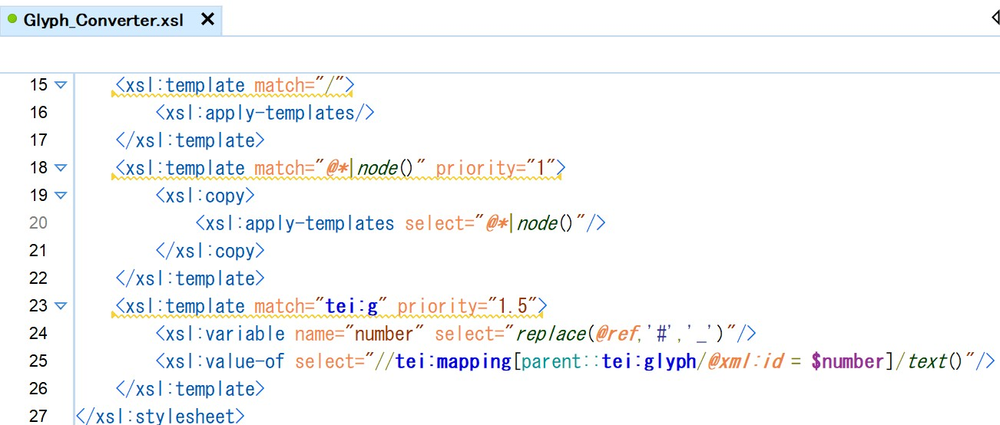 Glyph_Converter.xsl
15 <xsl:template match="/">
16 <xsl:apply-templates/>
17 </xsl:template>
18 <xsl:template match="@*|node()" priority="1">
19 <xsl:copy>
20 <xsl:apply-templates select="@*|node()"/>
21 </xsl:copy>
22 </xsl:template>
23 <xsl:template match="tei:g" priority="1.5">
24 <xsl:variable name="number" select="replace(@ref,'#','_')"/>
25 <xsl:value-of select="//tei:mapping[parent::tei:glyph/@xml:id = $number]/text()"/>
26 </xsl:template>
27 </xsl:stylesheet>